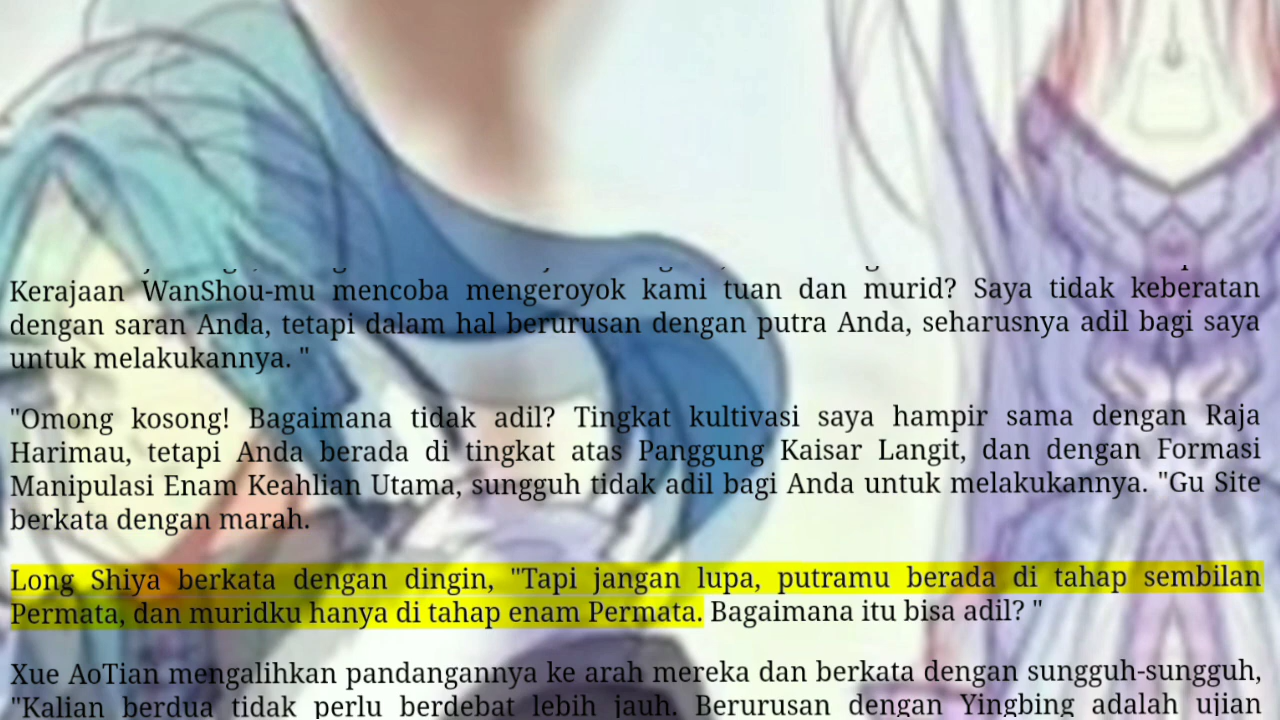 Kerajaan WanShou-mu mencoba mengeroyok kami tuan dan murid? Saya tidak keberatan
dengan saran Anda, tetapi dalam hal berurusan dengan putra Anda, seharusnya adil bagi saya
untuk melakukannya. "
"Omong kosong! Bagaimana tidak adil? Tingkat kultivasi saya hampir sama dengan Raja
Harimau, tetapi Anda berada di tingkat atas Panggung Kaisar Langit, dan dengan Formasi
Manipulasi Enam Keahlian Utama, sungguh tidak adil bagi Anda untuk melakukannya. "Gu Site
berkata dengan marah.
Long Shiya berkata dengan dingin, "Tapi jangan lupa, putramu berada di tahap sembilan
Permata, dan muridku hanya di tahap enam Permata. Bagaimana itu bisa adil? "
Xue AoTian mengalihkan pandangannya ke arah mereka dan berkata dengan sungguh-sungguh,
"Kalian berdua tidak perlu berdebat lebih jauh. Berurusan dengan Yingbing adalah ujian